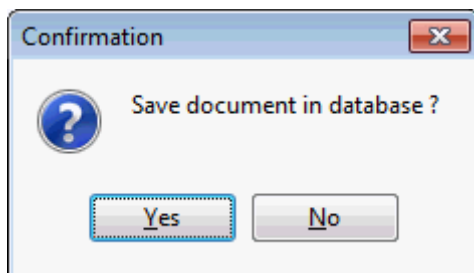 Confirmation
Save document in database ?
Yes
No